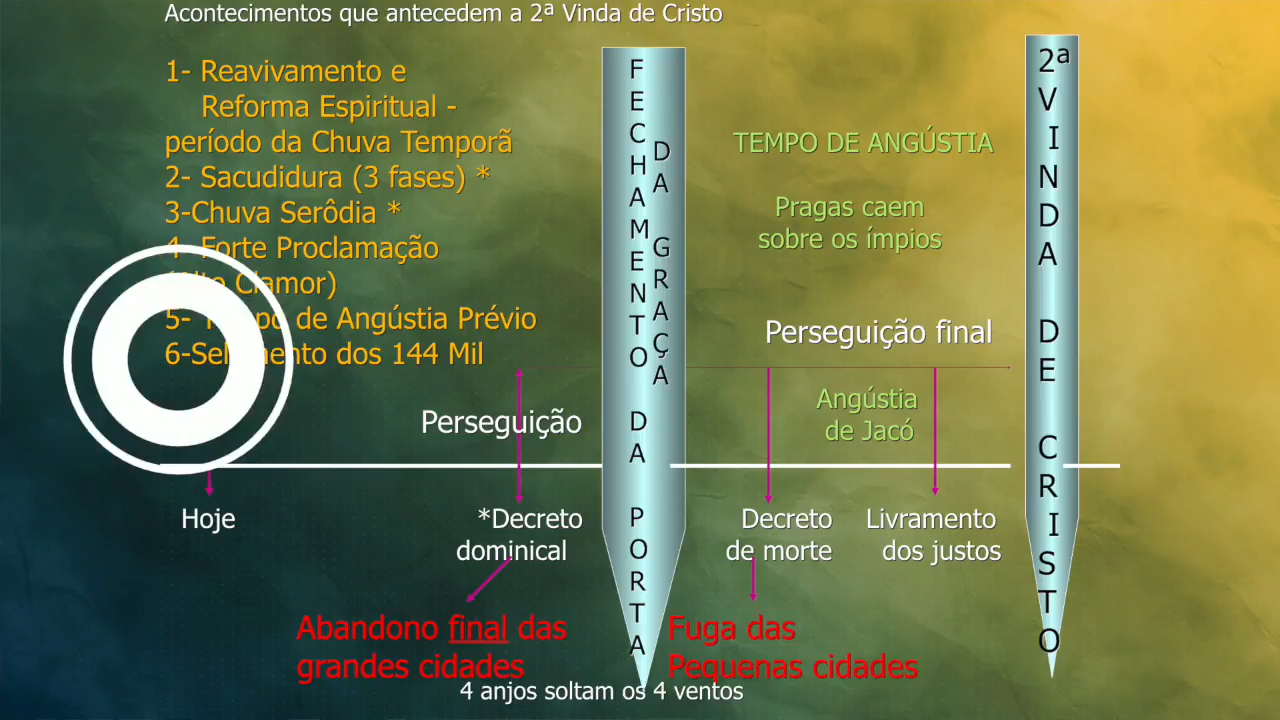 Acontecimentos que antecedem a 2ª Vinda de Cristo
1- Reavivamento e
Reforma Espiritual -
período da Chuva Temporã
2- Sacudidura (3 fases) *
3-Chuva Serôdia *
4- Forte Proclamação
Clamor)
5- de Angústia Prévio
6- dos 144 Mil
FECHAMENTO DA PORTA
DA GRAÇA
TEMPO DE ANGÚSTIA
Pragas caem
sobre os ímpios
Perseguição final
Angústia
de Jacó
2ª VINDA DE CRISTO
Perseguição
Hoje
*Decreto
dominical
Decreto
de morte
Livramento
dos justos
Abandono final das
grandes cidades
Fuga das
Pequenas cidades
4 anjos soltam os 4 ventos